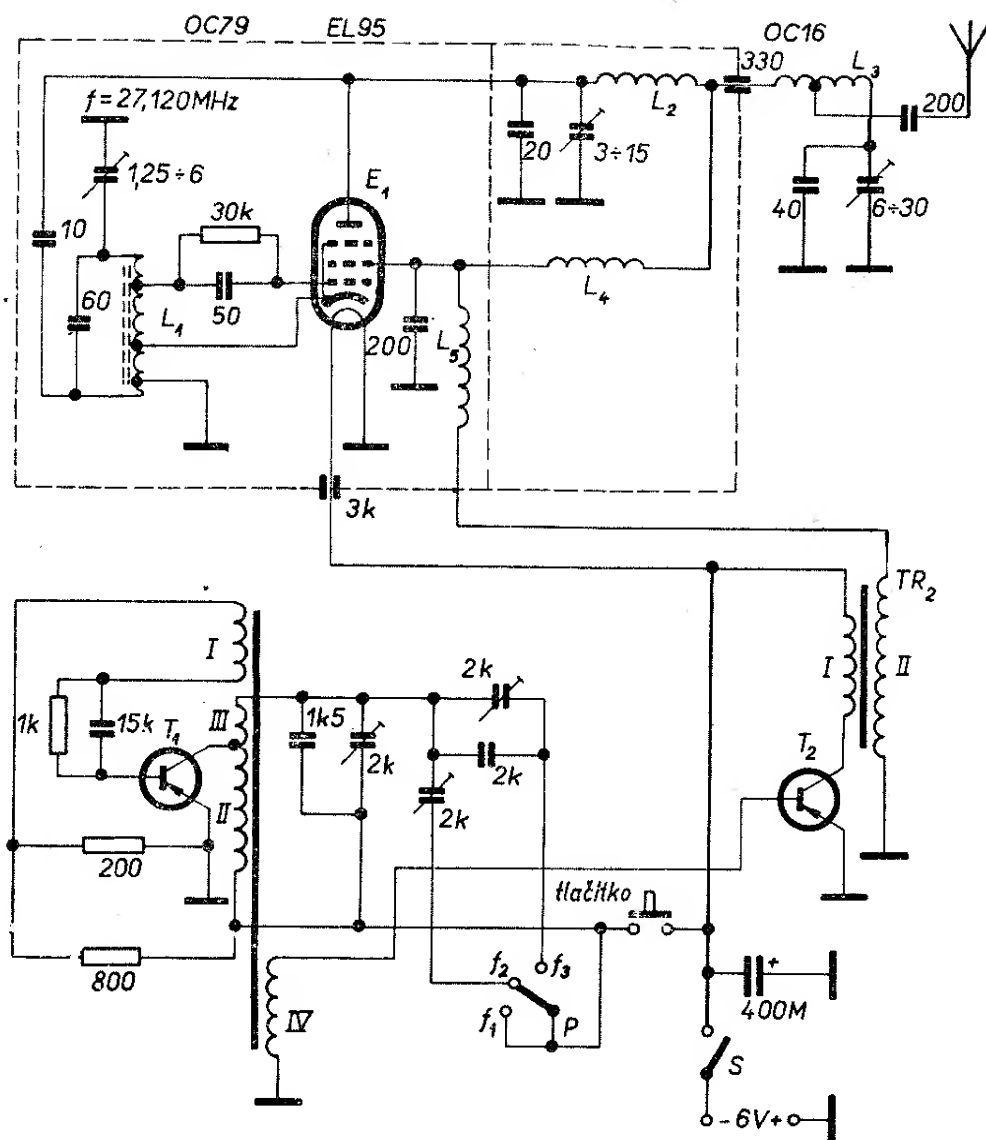 OC79 EL95 OC16
f = 27,120MHz
1,25÷6
10
30k
E₁
20
3÷15
L₂
330
L₃
200
60
L₁
50
200
L₅
L₄
40
6÷30
3k
TR₂
I
II
I
1k
15k
T₁
III
II
1k5
2k
2k
2k
2k
T₂
200
800
tlačítko
f₂
f₃
f₁
P
IV
400M
+
S
- 6V +